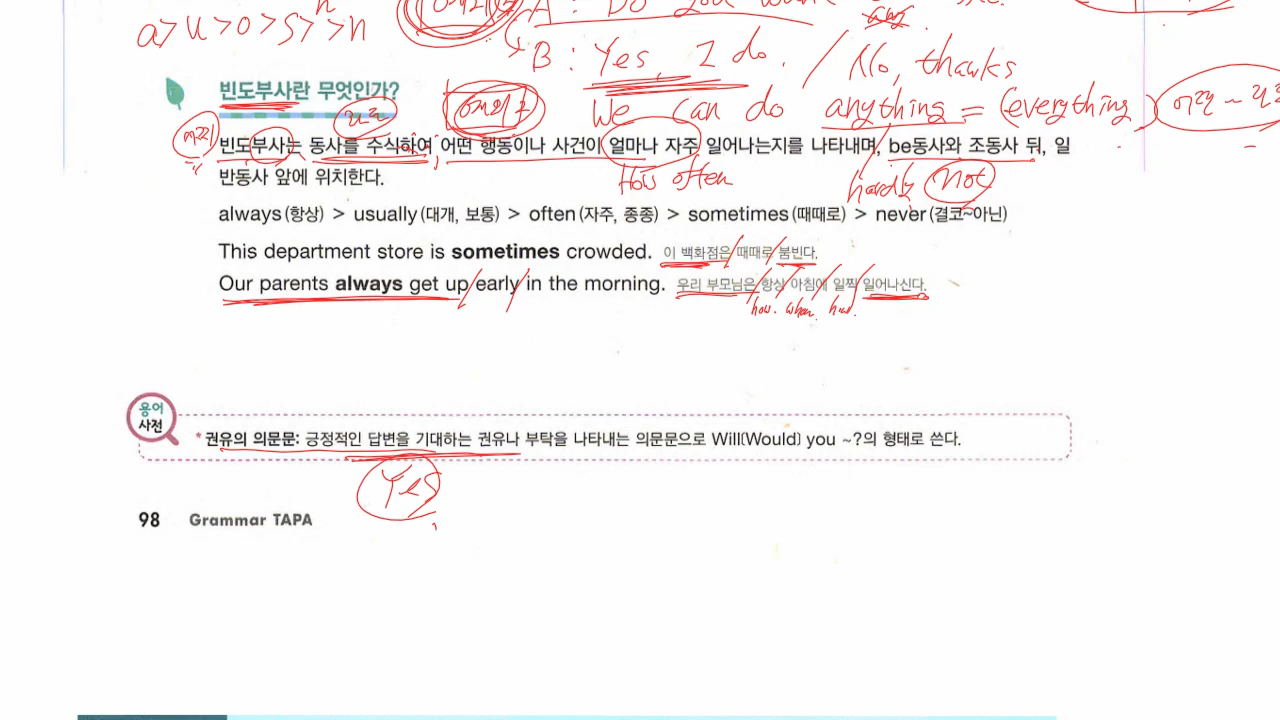 a>u>o>s>
h
>n
A : Do you
B : Yes, I do. / No, thanks
빈도부사란 무엇인가?
예외 2 We can do anything = (everything)
빈도부사는 동사를 수식하여 어떤 행동이나 사건이 얼마나 자주 일어나는지를 나타내며, be동사와 조동사 뒤, 일
반동사 앞에 위치한다.
How often
hardly not
always(항상) > usually(대개, 보통) > often(자주, 종종) > sometimes(때때로) > never(결코~아닌)
This department store is sometimes crowded. 이 백화점은 때때로 붐빈다.
Our parents always get up early in the morning. 우리 부모님은 항상 아침에 일찍 일어나신다.
how. when. how.
용어
사전
* 권유의 의문문: 긍정적인 답변을 기대하는 권유나 부탁을 나타내는 의문문으로 Will(Would) you ~?의 형태로 쓴다.
Yes
98 Grammar TAPA